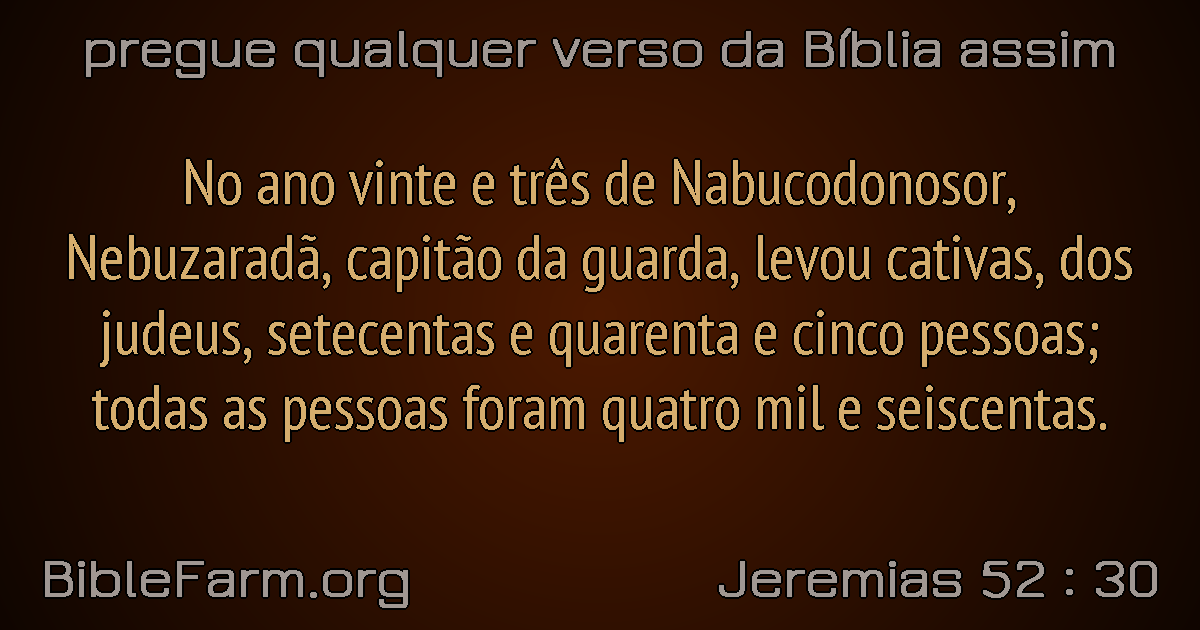 pregue qualquer verso da Bíblia assim
No ano vinte e três de Nabucodonosor,
Nebuzaradã, capitão da guarda, levou cativas, dos
judeus, setecentas e quarenta e cinco pessoas;
todas as pessoas foram quatro mil e seiscentas.
BibleFarm.org
Jeremias 52 : 30